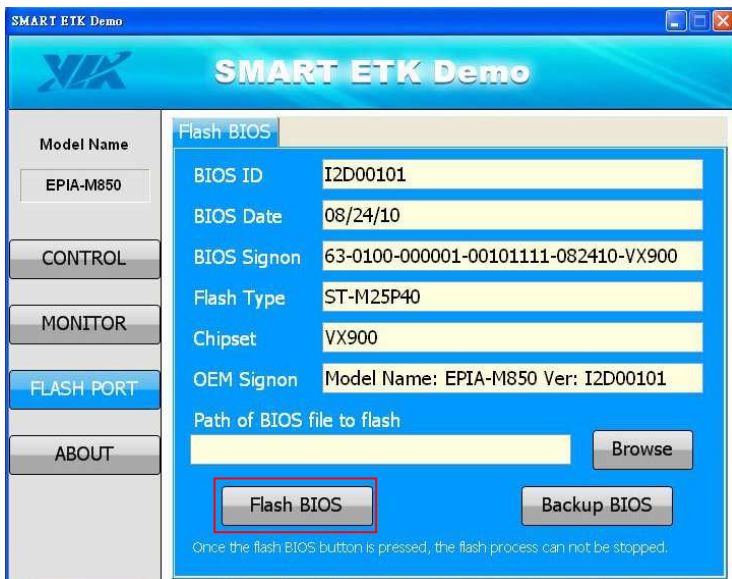 SMART ETK Demo
VIA
SMART ETK Demo
Model Name
EPIA-M850
CONTROL
MONITOR
FLASH PORT
ABOUT
Flash BIOS
BIOS ID I2D00101
BIOS Date 08/24/10
BIOS Signon 63-0100-000001-00101111-082410-VX900
Flash Type ST-M25P40
Chipset VX900
OEM Signon Model Name: EPIA-M850 Ver: I2D00101
Path of BIOS file to flash
Browse
Flash BIOS Backup BIOS
Once the flash BIOS button is pressed, the flash process can not be stopped.